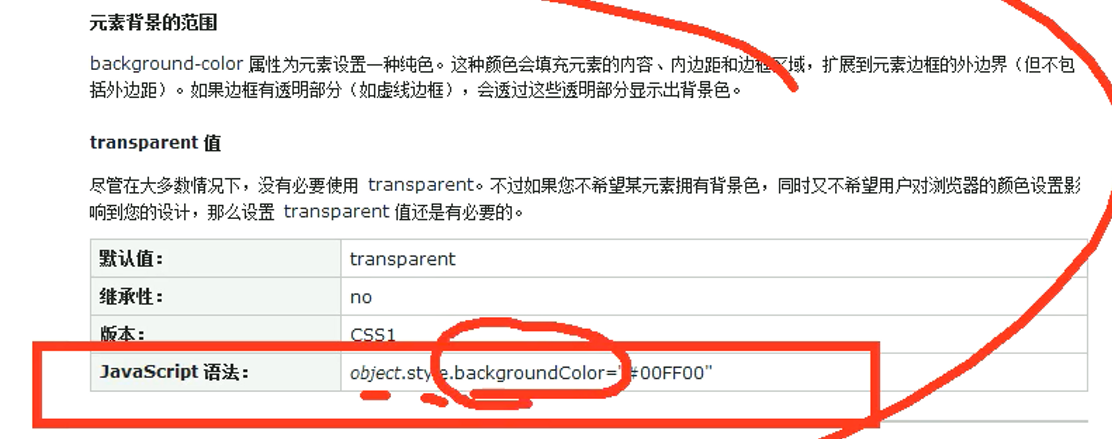 元素背景的范围
background-color 属性为元素设置一种纯色。这种颜色会填充元素的内容、内边距和边框区域，扩展到元素边框的外边界（但不包
括外边距）。如果边框有透明部分（如虚线边框），会透过这些透明部分显示出背景色。
transparent 值
尽管在大多数情况下，没有必要使用 transparent。不过如果您不希望某元素拥有背景色，同时又不希望用户对浏览器的颜色设置影
响到您的设计，那么设置 transparent 值还是有必要的。
默认值： transparent
继承性： no
版本： CSS1
JavaScript 语法： object.style.backgroundColor="#00FF00"